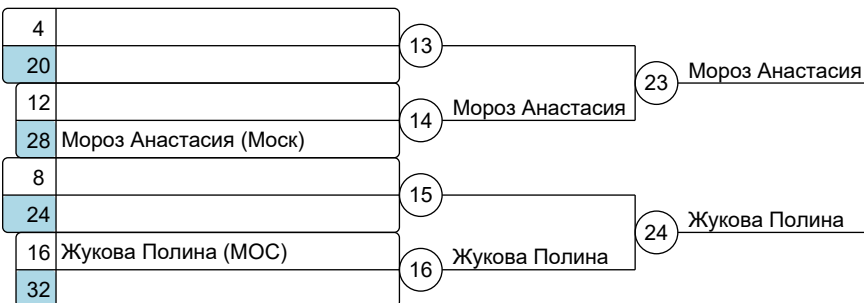 4
13
20
23 Мороз Анастасия
12
14 Мороз Анастасия
28 Мороз Анастасия (Моск)
8
15
24
24 Жукова Полина
16 Жукова Полина (МОС)
16 Жукова Полина
32